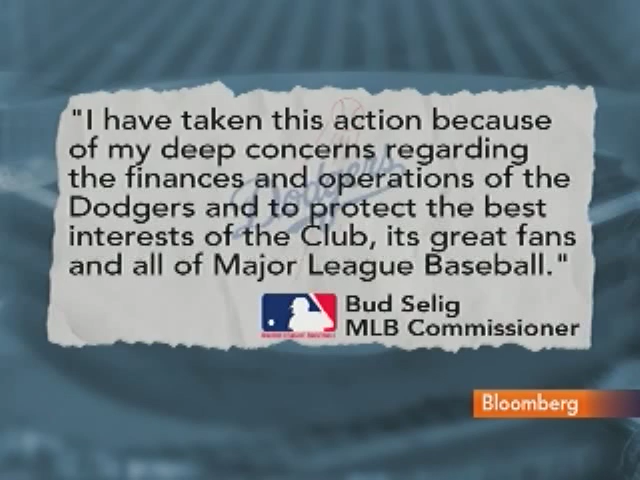 "I have taken this action because
of my deep concerns regarding
the finances and operations of the
Dodgers and to protect the best
interests of the Club, its great fans
and all of Major League Baseball."
Bud Selig
MLB Commissioner
Dodgers
Bloomberg